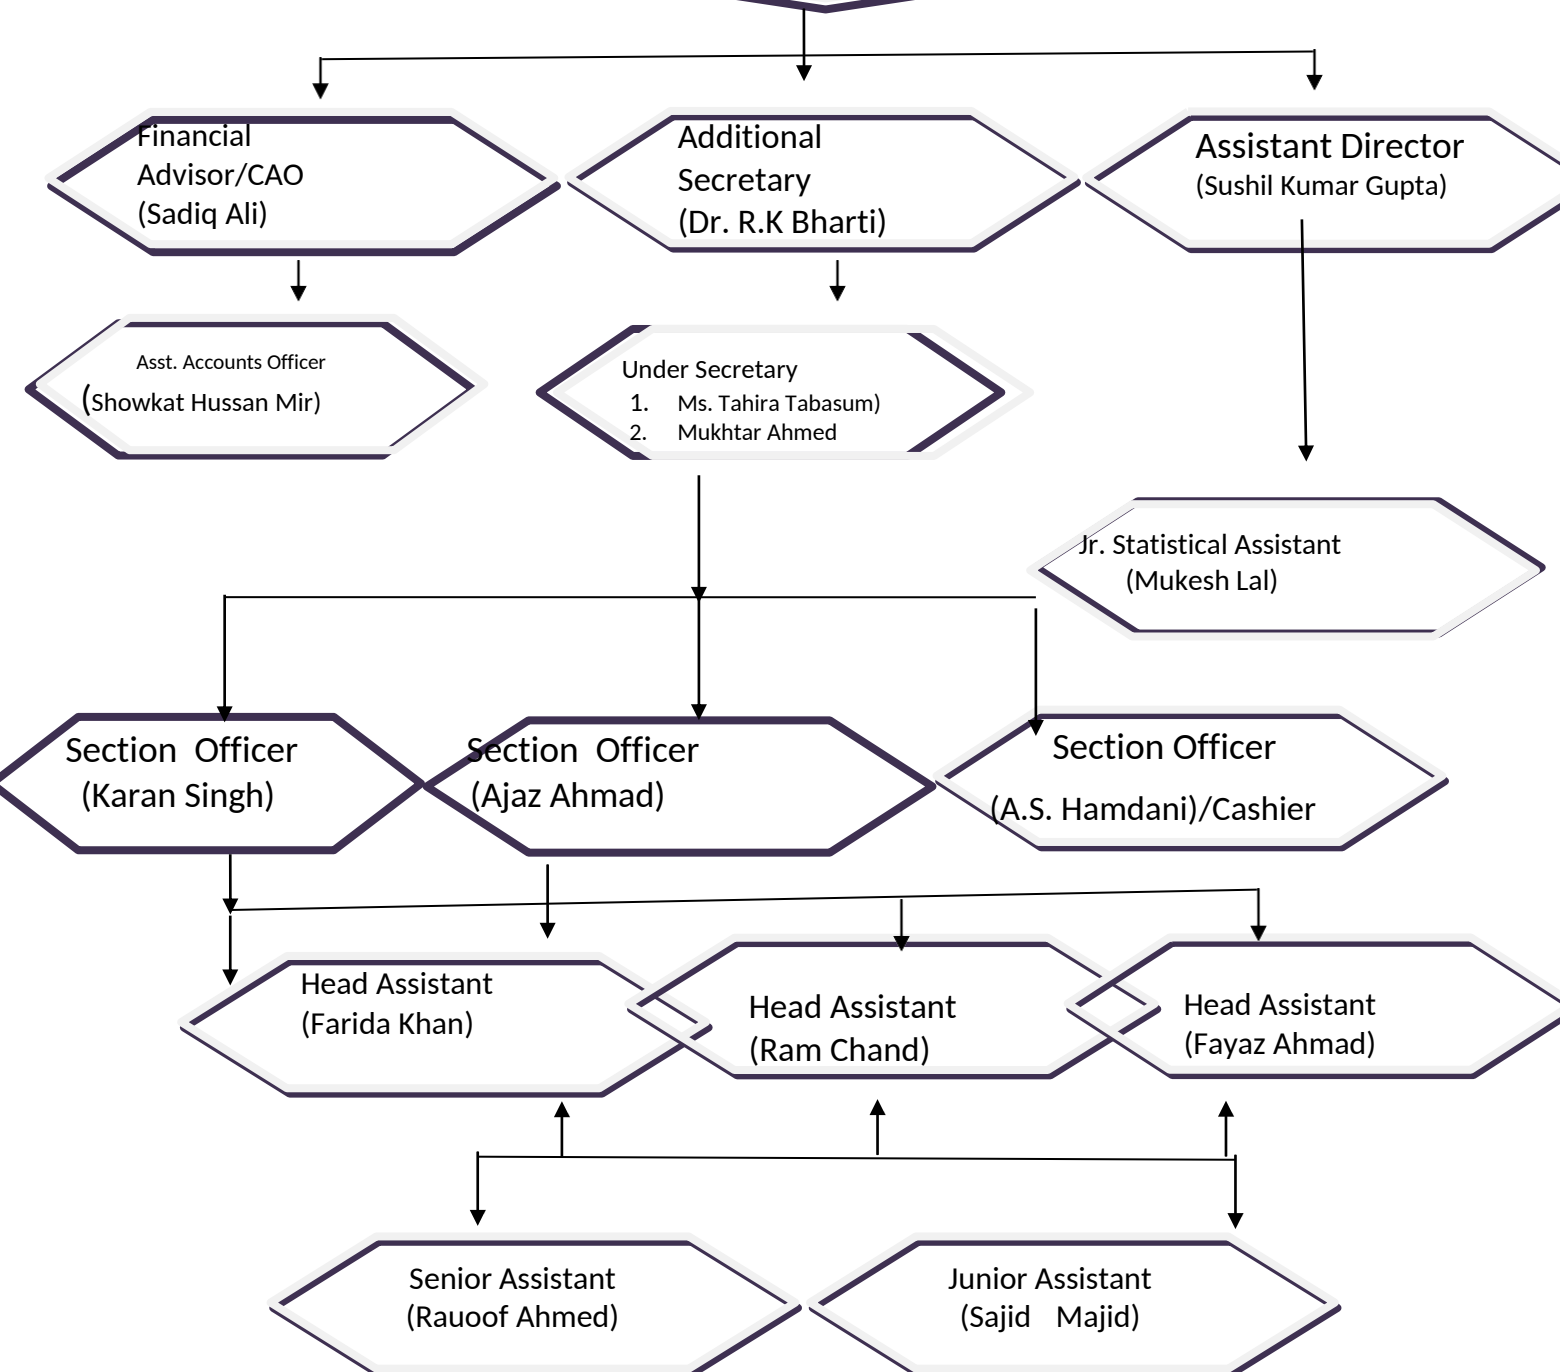 Financial
Advisor/CAO
(Sadiq Ali)
Additional
Secretary
(Dr. R.K Bharti)
Assistant Director
(Sushil Kumar Gupta)
Asst. Accounts Officer
(Showkat Hussan Mir)
Under Secretary
1. Ms. Tahira Tabasum)
2. Mukhtar Ahmed
Jr. Statistical Assistant
(Mukesh Lal)
Section Officer
(Karan Singh)
Section Officer
(Ajaz Ahmad)
Section Officer
(A.S. Hamdani)/Cashier
Head Assistant
(Farida Khan)
Head Assistant
(Ram Chand)
Head Assistant
(Fayaz Ahmad)
Senior Assistant
(Rauoof Ahmed)
Junior Assistant
(Sajid Majid)